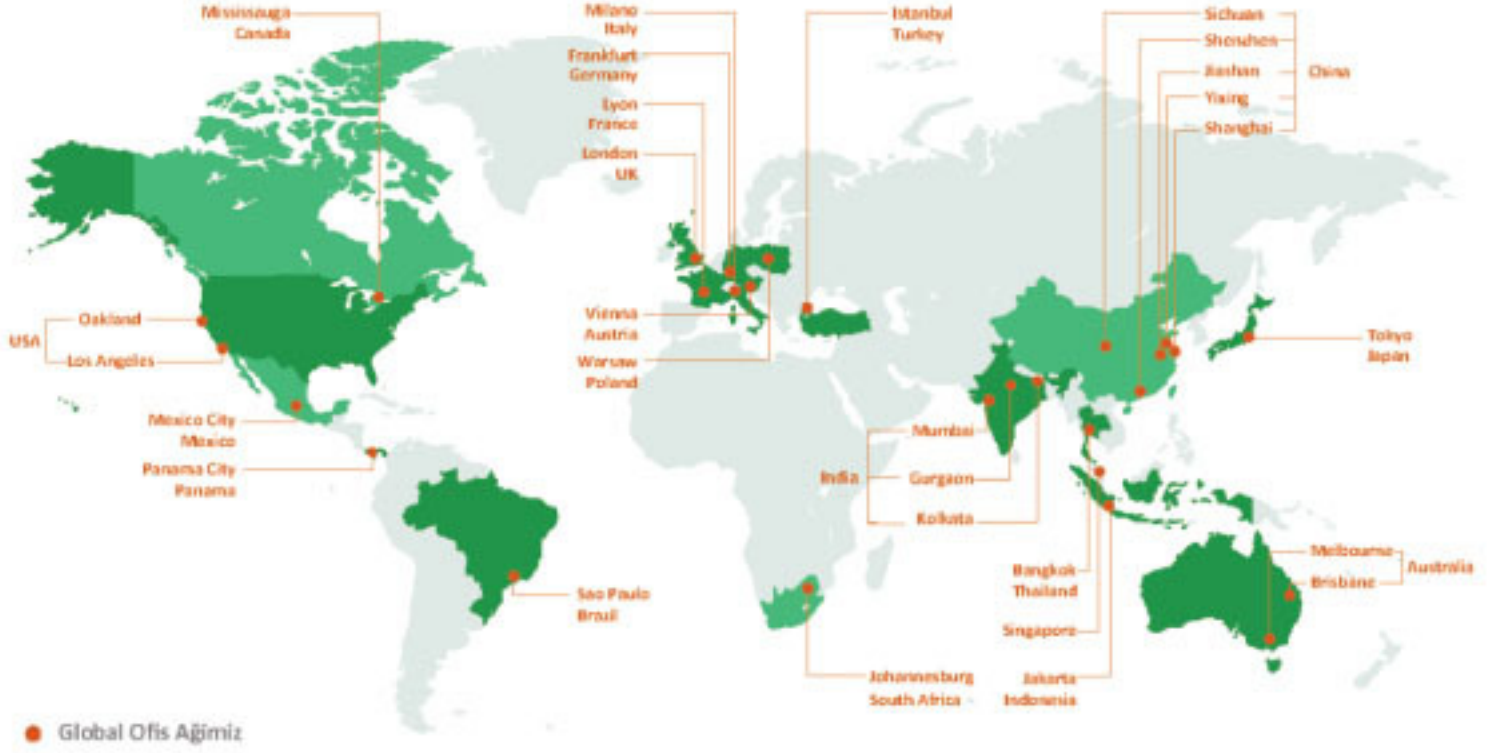 Mississauga
Canada
Milano
Italy
Frankfurt
Germany
Lyon
France
London
UK
Istanbul
Turkey
Sichuan
Shenzhen
Jiashan
Yixing
Shanghai
China
USA
Oakland
Los Angeles
Mexico City
Mexico
Panama City
Panama
Vienna
Austria
Warsaw
Poland
Tokyo
Japan
India
Mumbai
Gurgaon
Kolkata
Bangkok
Thailand
Singapore
Jakarta
Indonesia
Melbourne
Brisbane
Australia
Sao Paulo
Brazil
Johannesburg
South Africa
Global Ofis Ağimiz